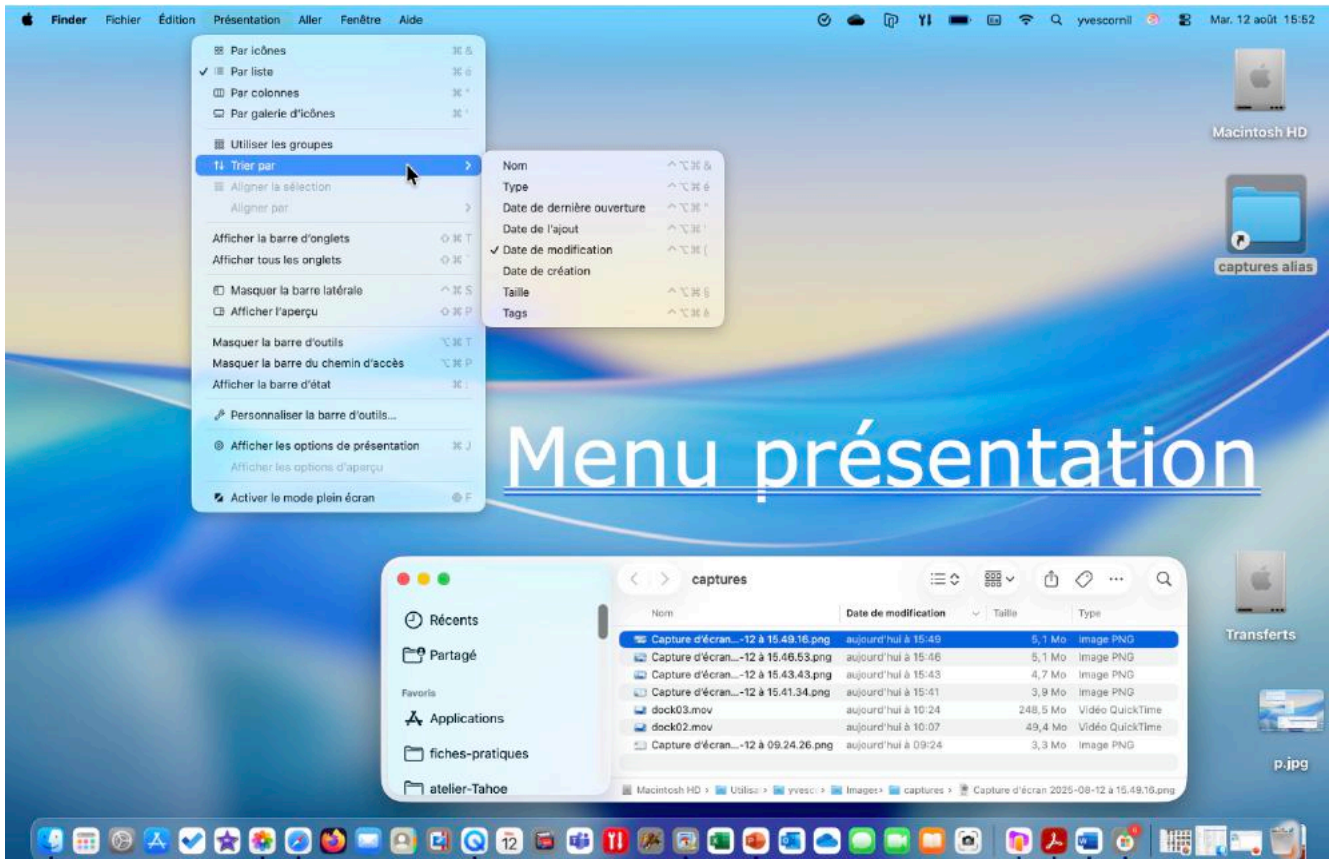 Finder Fichier Édition Présentation Aller Fenêtre Aide yvescornil Mar. 12 août 15:52
Par icônes ⌘ &
✓ Par liste ⌘ é
Par colonnes ⌘ "
Par galerie d'icônes ⌘ '
Utiliser les groupes
Trier par
Aligner la sélection
Aligner par
Afficher la barre d'onglets ⇧ ⌘ T
Afficher tous les onglets ⇧ ⌘
Masquer la barre latérale ^ ⌘ S
Afficher l'aperçu ⇧ ⌘ P
Masquer la barre d'outils ⌥ ⌘ T
Masquer la barre du chemin d'accès ⌥ ⌘ P
Afficher la barre d'état ⌘
Personnaliser la barre d'outils...
Afficher les options de présentation ⌘ J
Afficher les options d'aperçu
Activer le mode plein écran F
Nom ^ ⌥ ⌘ &
Type ^ ⌥ ⌘ é
Date de dernière ouverture ^ ⌥ ⌘ "
Date de l'ajout ^ ⌥ ⌘ '
✓ Date de modification ^ ⌥ ⌘ (
Date de création
Taille ^ ⌥ ⌘ §
Tags ^ ⌥ ⌘ è
Macintosh HD
captures alias
Menu présentation
captures
Récents
Partagé
Favoris
Applications
fiches-pratiques
atelier-Tahoe
Nom Date de modification Taille Type
Capture d'écran...-12 à 15.49.16.png aujourd'hui à 15:49 5,1 Mo Image PNG
Capture d'écran...-12 à 15.46.53.png aujourd'hui à 15:46 5,1 Mo Image PNG
Capture d'écran...-12 à 15.43.43.png aujourd'hui à 15:43 4,7 Mo Image PNG
Capture d'écran...-12 à 15.41.34.png aujourd'hui à 15:41 3,9 Mo Image PNG
dock03.mov aujourd'hui à 10:24 248,5 Mo Vidéo QuickTime
dock02.mov aujourd'hui à 10:07 49,4 Mo Vidéo QuickTime
Capture d'écran...-12 à 09.24.26.png aujourd'hui à 09:24 3,3 Mo Image PNG
Macintosh HD › Utilis › yvesc › Images › captures › Capture d'écran 2025-08-12 à 15.49.16.png
Transferts
p.jpg
12